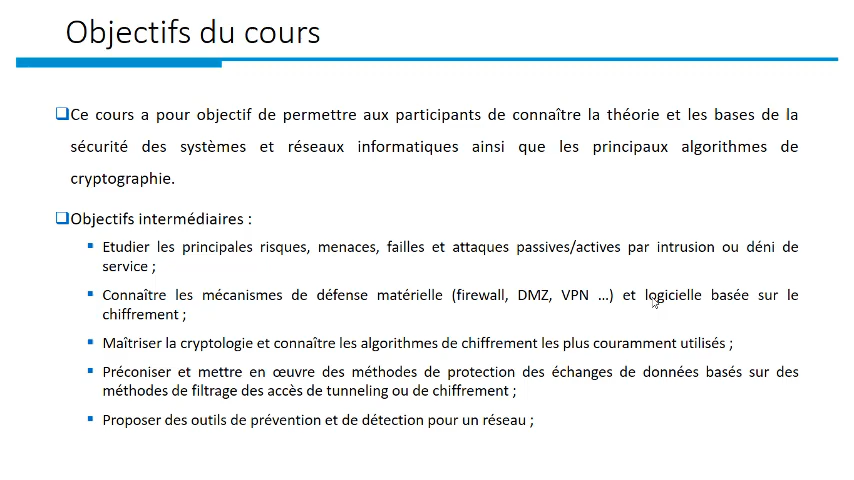 Objectifs du cours
Ce cours a pour objectif de permettre aux participants de connaître la théorie et les bases de la
sécurité des systèmes et réseaux informatiques ainsi que les principaux algorithmes de
cryptographie.
Objectifs intermédiaires :
Etudier les principales risques, menaces, failles et attaques passives/actives par intrusion ou déni de
service ;
Connaître les mécanismes de défense matérielle (firewall, DMZ, VPN ...) et logicielle basée sur le
chiffrement ;
Maîtriser la cryptologie et connaître les algorithmes de chiffrement les plus couramment utilisés ;
Préconiser et mettre en œuvre des méthodes de protection des échanges de données basés sur des
méthodes de filtrage des accès de tunneling ou de chiffrement ;
Proposer des outils de prévention et de détection pour un réseau ;